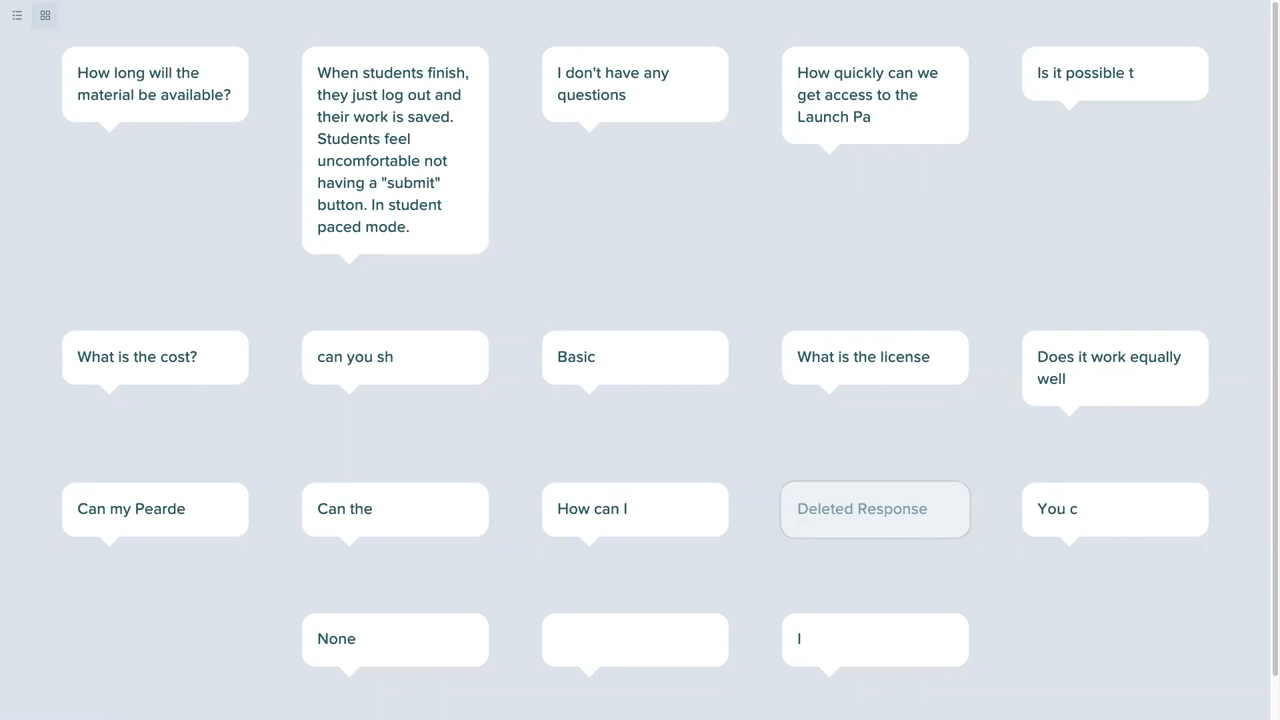 How long will the
material be available?
When students finish,
they just log out and
their work is saved.
Students feel
uncomfortable not
having a "submit"
button. In student
paced mode.
I don't have any
questions
How quickly can we
get access to the
Launch Pa
Is it possible t
What is the cost?
can you sh
Basic
What is the license
Does it work equally
well
Can my Pearde
Can the
How can I
Deleted Response
You c
None
I